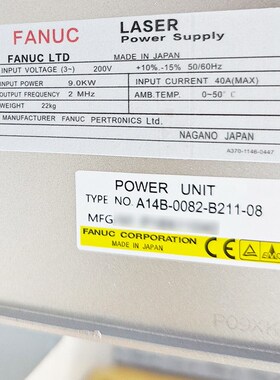 FANUC LASER
Power Supply
FANUC LTD MADE IN JAPAN
INPUT VOLTAGE (3~) 200V +10%.-15% 50/60Hz
INPUT POWER 9.0KW INPUT CURRENT 40A(MAX)
OUTPUT FREQUENCY 2 MHz AMB.TEMP. 0~50°C
WEIGHT 22kg
MANUFACTURER FANUC PERTRONICS Ltd.
NAGANO JAPAN
A370-1146-0447
POWER UNIT
TYPE NO. A14B-0082-B211-08
MFG
FANUC CORPORATION
MADE IN JAPAN